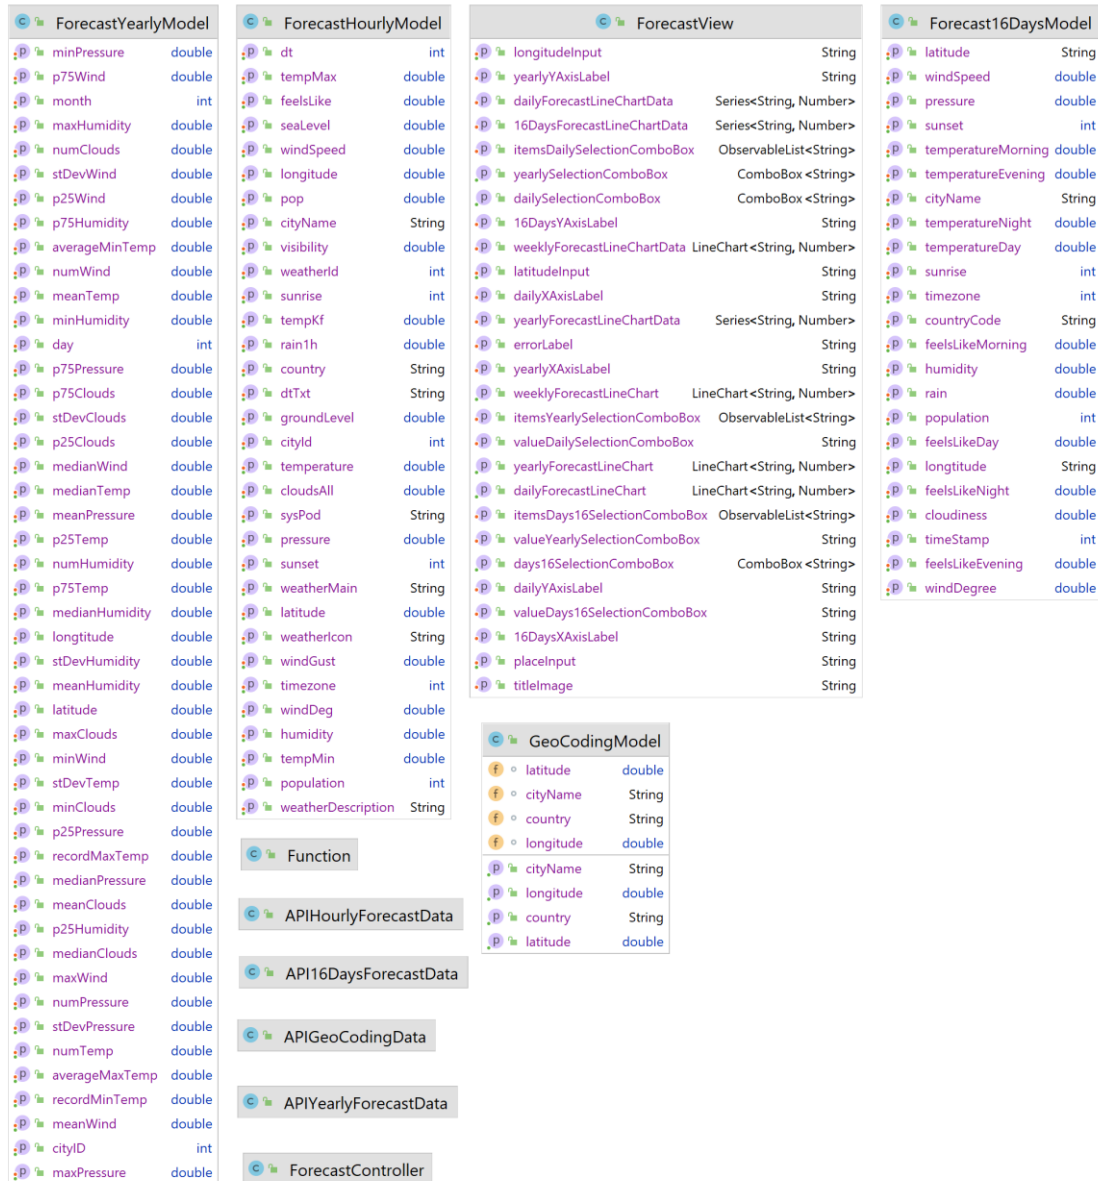 ForecastYearlyModel
minPressure double
p75Wind double
month int
maxHumidity double
numClouds double
stDevWind double
p25Wind double
p75Humidity double
averageMinTemp double
numWind double
meanTemp double
minHumidity double
day int
p75Pressure double
p75Clouds double
stDevClouds double
p25Clouds double
medianWind double
medianTemp double
meanPressure double
p25Temp double
numHumidity double
p75Temp double
medianHumidity double
longtitude double
stDevHumidity double
meanHumidity double
latitude double
maxClouds double
minWind double
stDevTemp double
minClouds double
p25Pressure double
recordMaxTemp double
medianPressure double
meanClouds double
p25Humidity double
medianClouds double
maxWind double
numPressure double
stDevPressure double
numTemp double
averageMaxTemp double
recordMinTemp double
meanWind double
cityID int
maxPressure double
ForecastHourlyModel
dt int
tempMax double
feelsLike double
seaLevel double
windSpeed double
longitude double
pop double
cityName String
visibility double
weatherId int
sunrise int
tempKf double
rain1h double
country String
dtTxt String
groundLevel double
cityId int
temperature double
cloudsAll double
sysPod String
pressure double
sunset int
weatherMain String
latitude double
weatherIcon String
windGust double
timezone int
windDeg double
humidity double
tempMin double
population int
weatherDescription String
Function
APIHourlyForecastData
API16DaysForecastData
APIGeoCodingData
APIYearlyForecastData
ForecastController
ForecastView
longitudeInput String
yearlyYAxisLabel String
dailyForecastLineChartData Series<String, Number>
16DaysForecastLineChartData Series<String, Number>
itemsDailySelectionComboBox ObservableList<String>
yearlySelectionComboBox ComboBox<String>
dailySelectionComboBox ComboBox<String>
16DaysYAxisLabel String
weeklyForecastLineChartData LineChart<String, Number>
latitudeInput String
dailyXAxisLabel String
yearlyForecastLineChartData Series<String, Number>
errorLabel String
yearlyXAxisLabel String
weeklyForecastLineChart LineChart<String, Number>
itemsYearlySelectionComboBox ObservableList<String>
valueDailySelectionComboBox String
yearlyForecastLineChart LineChart<String, Number>
dailyForecastLineChart LineChart<String, Number>
itemsDays16SelectionComboBox ObservableList<String>
valueYearlySelectionComboBox String
days16SelectionComboBox ComboBox<String>
dailyYAxisLabel String
valueDays16SelectionComboBox String
16DaysXAxisLabel String
placeInput String
titleImage String
GeoCodingModel
latitude double
cityName String
country String
longitude double
cityName String
longitude double
country String
latitude double
Forecast16DaysModel
latitude String
windSpeed double
pressure double
sunset int
temperatureMorning double
temperatureEvening double
cityName String
temperatureNight double
temperatureDay double
sunrise int
timezone int
countryCode String
feelsLikeMorning double
humidity double
rain double
population int
feelsLikeDay double
longtitude String
feelsLikeNight double
cloudiness double
timeStamp int
feelsLikeEvening double
windDegree double